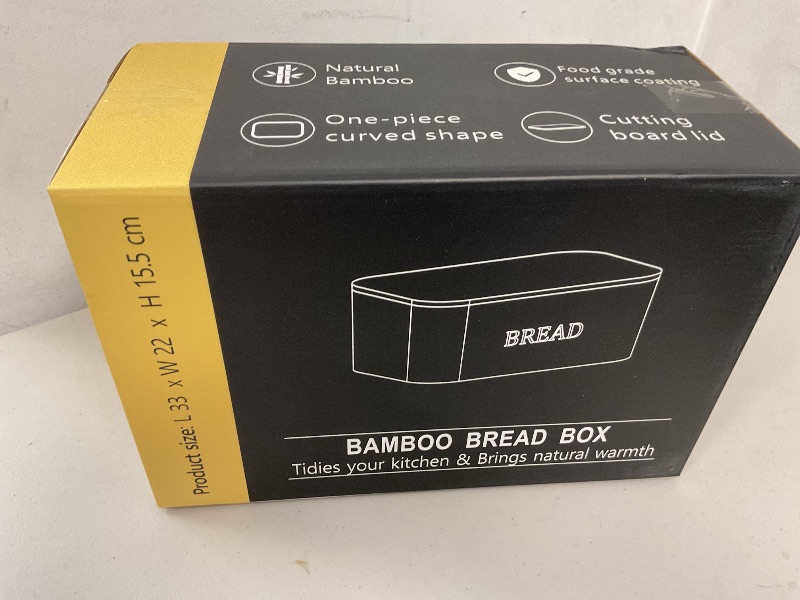 Natural
Bamboo
Food grade
surface coating
One-piece
curved shape
Cutting
board lid
Product size: L 33 x W 22 x H 15.5 cm
BREAD
BAMBOO BREAD BOX
Tidies your kitchen & Brings natural warmth